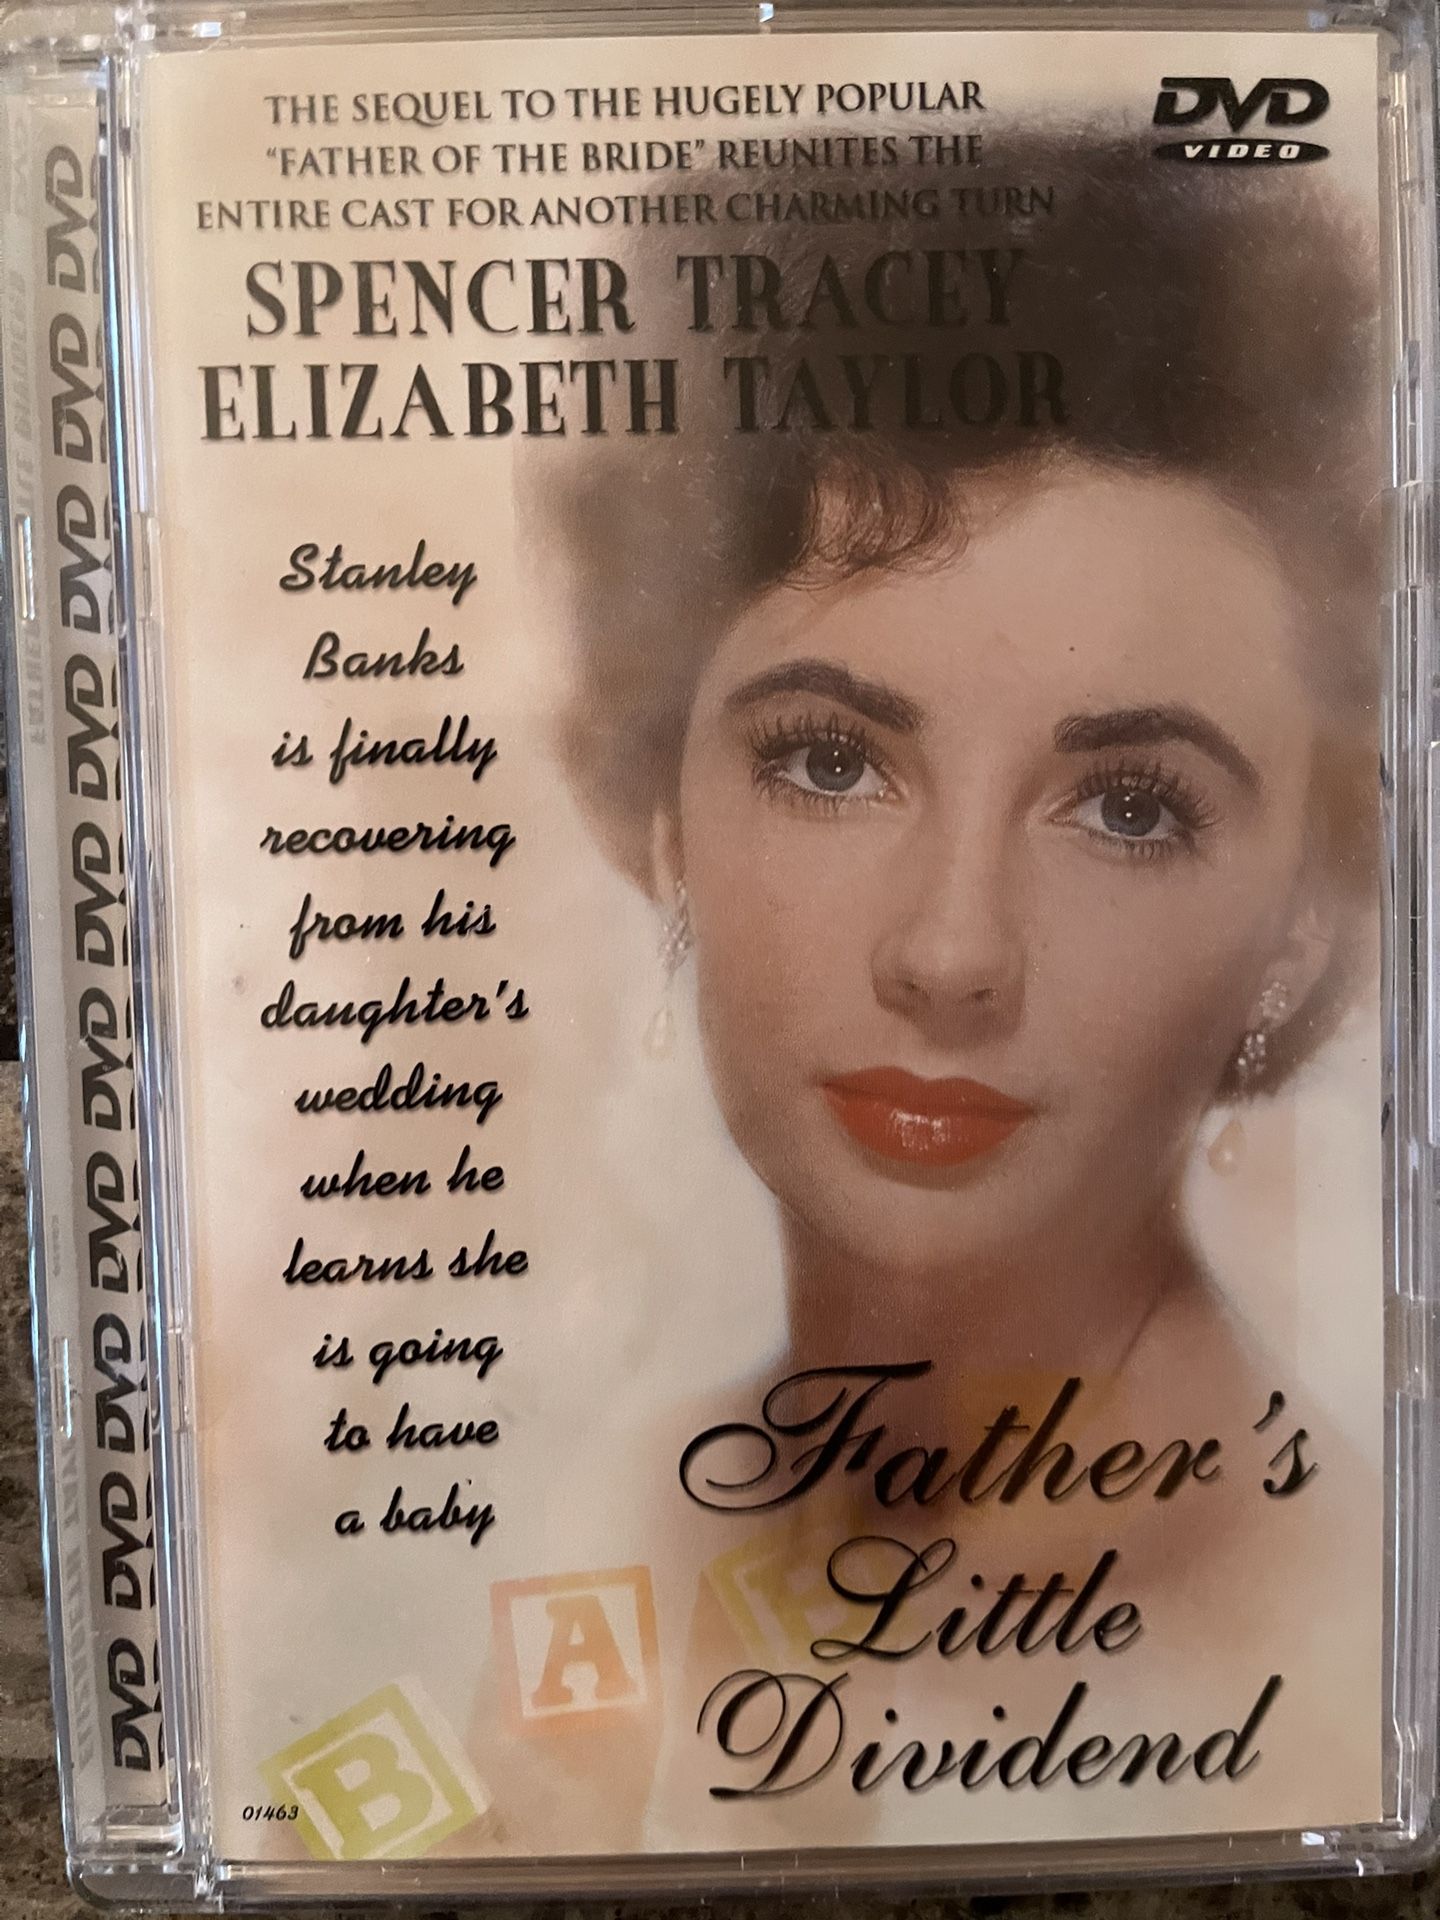 THE SEQUEL TO THE HUGELY POPULAR
"FATHER OF THE BRIDE" REUNITES THE
ENTIRE CAST FOR ANOTHER CHARMING TURN
SPENCER TRACEY
ELIZABETH TAYLOR
DVD
VIDEO
Stanley
Banks
is finally
recovering
from his
daughter's
wedding
when he
learns she
is going
to have
a baby
Father's
Little
Dividend
A
B
B
01463
DVD DVD DVD DVD DVD DVD DVD DVD DVD DVD